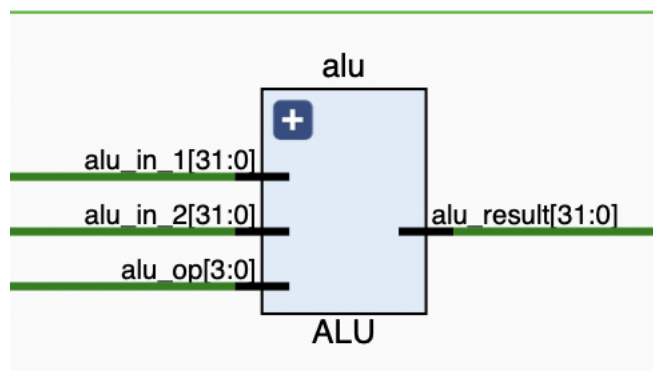 alu
alu_in_1[31:0]
alu_in_2[31:0]
alu_result[31:0]
alu_op[3:0]
ALU